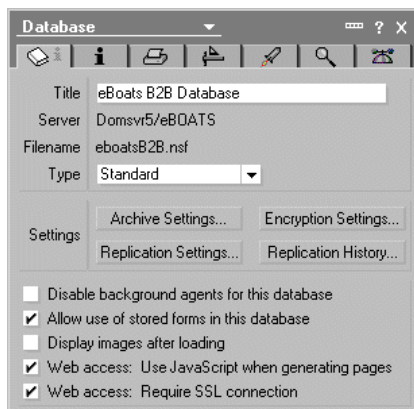 Database
? X
i i
Title eBoats B2B Database
Server Domsvr5/eBOATS
Filename eboatsB2B.nsf
Type Standard
Settings
Archive Settings... Encryption Settings...
Replication Settings... Replication History...
Disable background agents for this database
Allow use of stored forms in this database
Display images after loading
Web access: Use JavaScript when generating pages
Web access: Require SSL connection